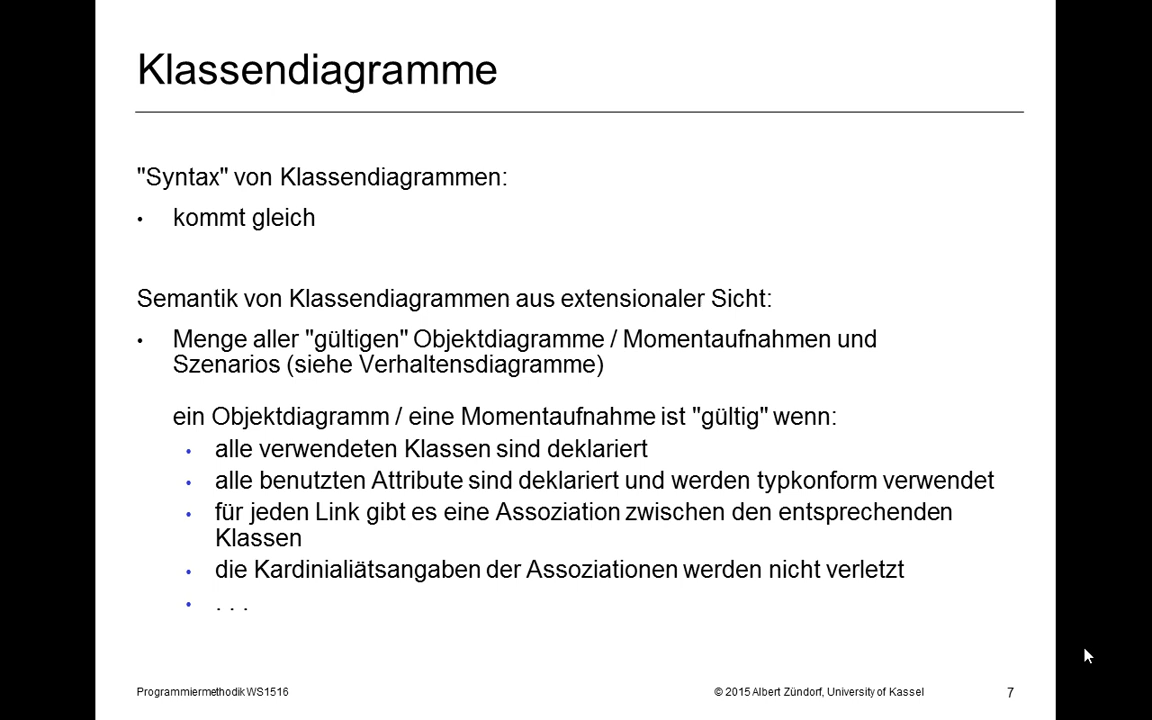 Klassendiagramme
"Syntax" von Klassendiagrammen:
• kommt gleich
Semantik von Klassendiagrammen aus extensionaler Sicht:
• Menge aller "gültigen" Objektdiagramme / Momentaufnahmen und
Szenarios (siehe Verhaltensdiagramme)
ein Objektdiagramm / eine Momentaufnahme ist "gültig" wenn:
• alle verwendeten Klassen sind deklariert
• alle benutzten Attribute sind deklariert und werden typkonform verwendet
• für jeden Link gibt es eine Assoziation zwischen den entsprechenden
Klassen
• die Kardinialiätsangaben der Assoziationen werden nicht verletzt
• . . .
Programmiermethodik WS1516 © 2015 Albert Zündorf, University of Kassel 7